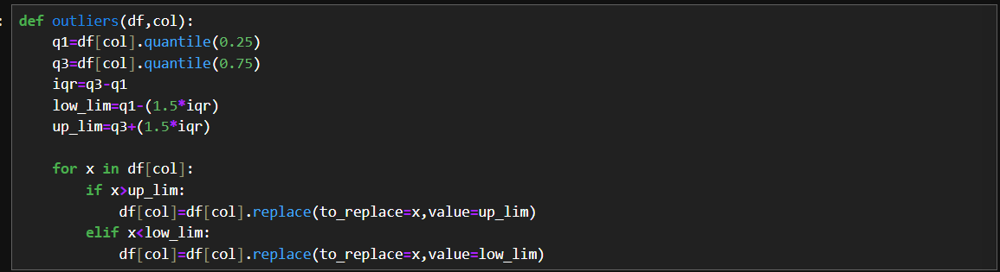 def outliers(df,col):
    q1=df[col].quantile(0.25)
    q3=df[col].quantile(0.75)
    iqr=q3-q1
    low_lim=q1-(1.5*iqr)
    up_lim=q3+(1.5*iqr)

    for x in df[col]:
        if x>up_lim:
            df[col]=df[col].replace(to_replace=x,value=up_lim)
        elif x<low_lim:
            df[col]=df[col].replace(to_replace=x,value=low_lim)